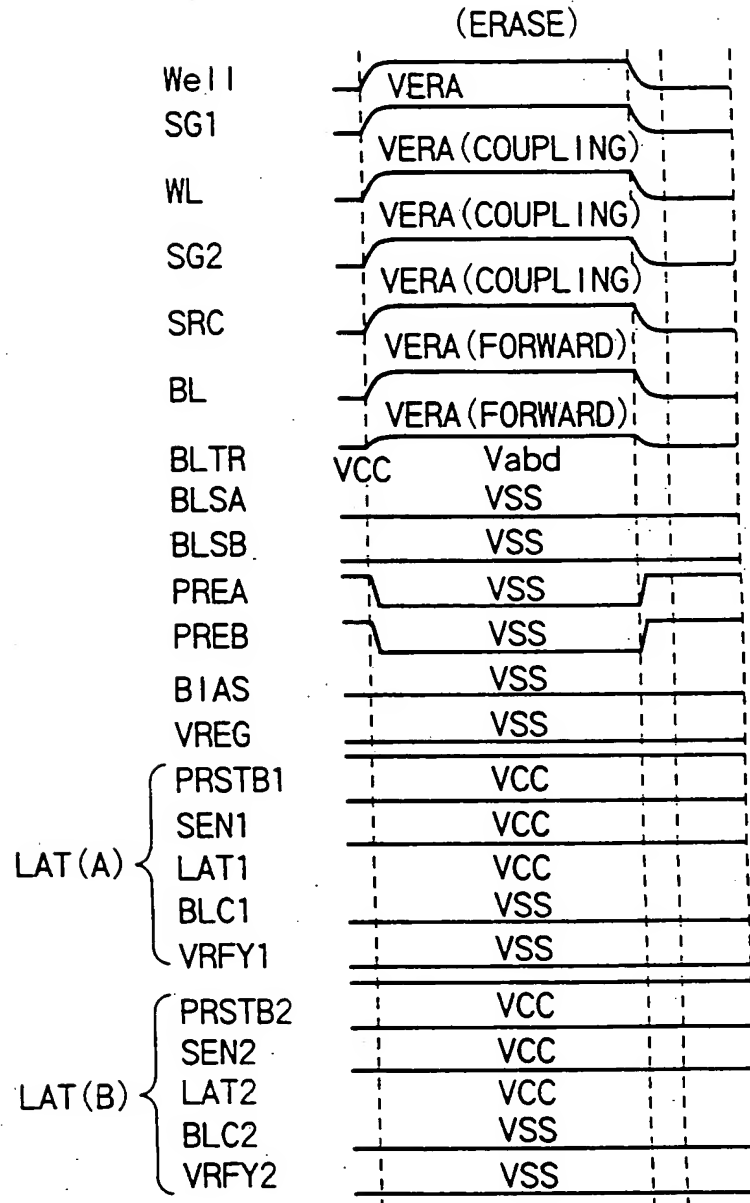 (ERASE)
Well VERA
SG1
VERA(COUPLING)
WL
VERA(COUPLING)
SG2
VERA(COUPLING)
SRC
VERA(FORWARD)
BL
VERA(FORWARD)
BLTR VCC Vabd
BLSA VSS
BLSB VSS
PREA VSS
PREB VSS
BIAS VSS
VREG VSS
PRSTB1 VCC
SEN1 VCC
LAT(A) LAT1 VCC
BLC1 VSS
VRFY1 VSS
PRSTB2 VCC
SEN2 VCC
LAT(B) LAT2 VCC
BLC2 VSS
VRFY2 VSS